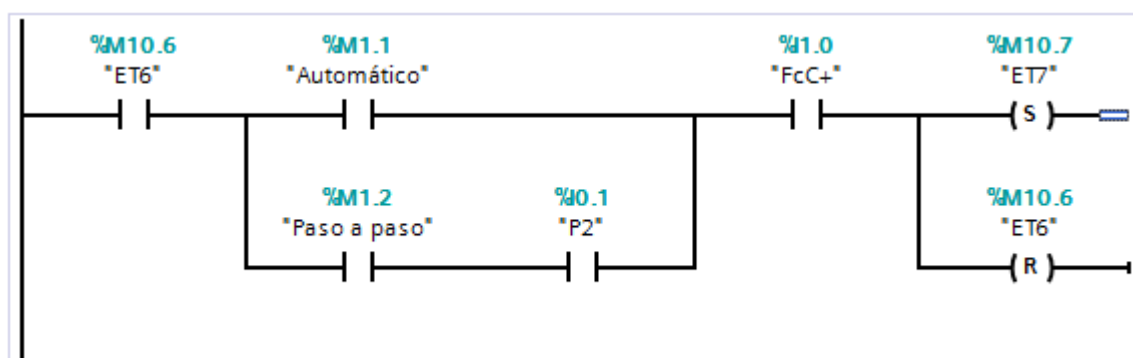 %M10.6 %M1.1 %I1.0 %M10.7
"ET6" "Automático" "FcC+" "ET7"
S
%M1.2 %I0.1 %M10.6
"Paso a paso" "P2" "ET6"
R